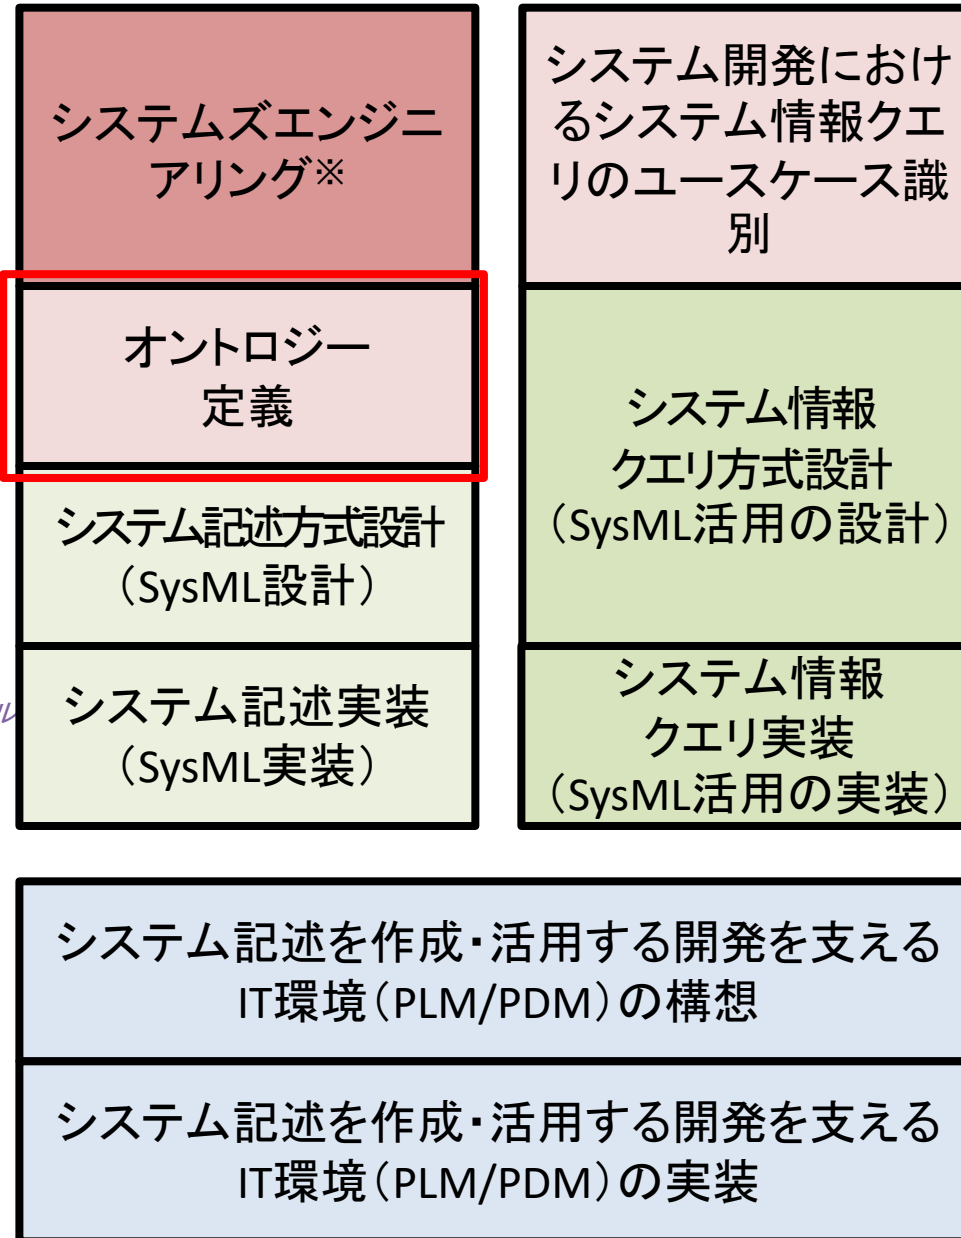 システムズエンジニ
アリング※
オントロジー
定義
システム記述方式設計
（SysML設計）
システム記述実装
（SysML実装）
ル
システム開発におけ
るシステム情報クエ
リのユースケース識
別
システム情報
クエリ方式設計
（SysML活用の設計）
システム情報
クエリ実装
（SysML活用の実装）
システム記述を作成・活用する開発を支える
IT環境（PLM/PDM）の構想
システム記述を作成・活用する開発を支える
IT環境（PLM/PDM）の実装